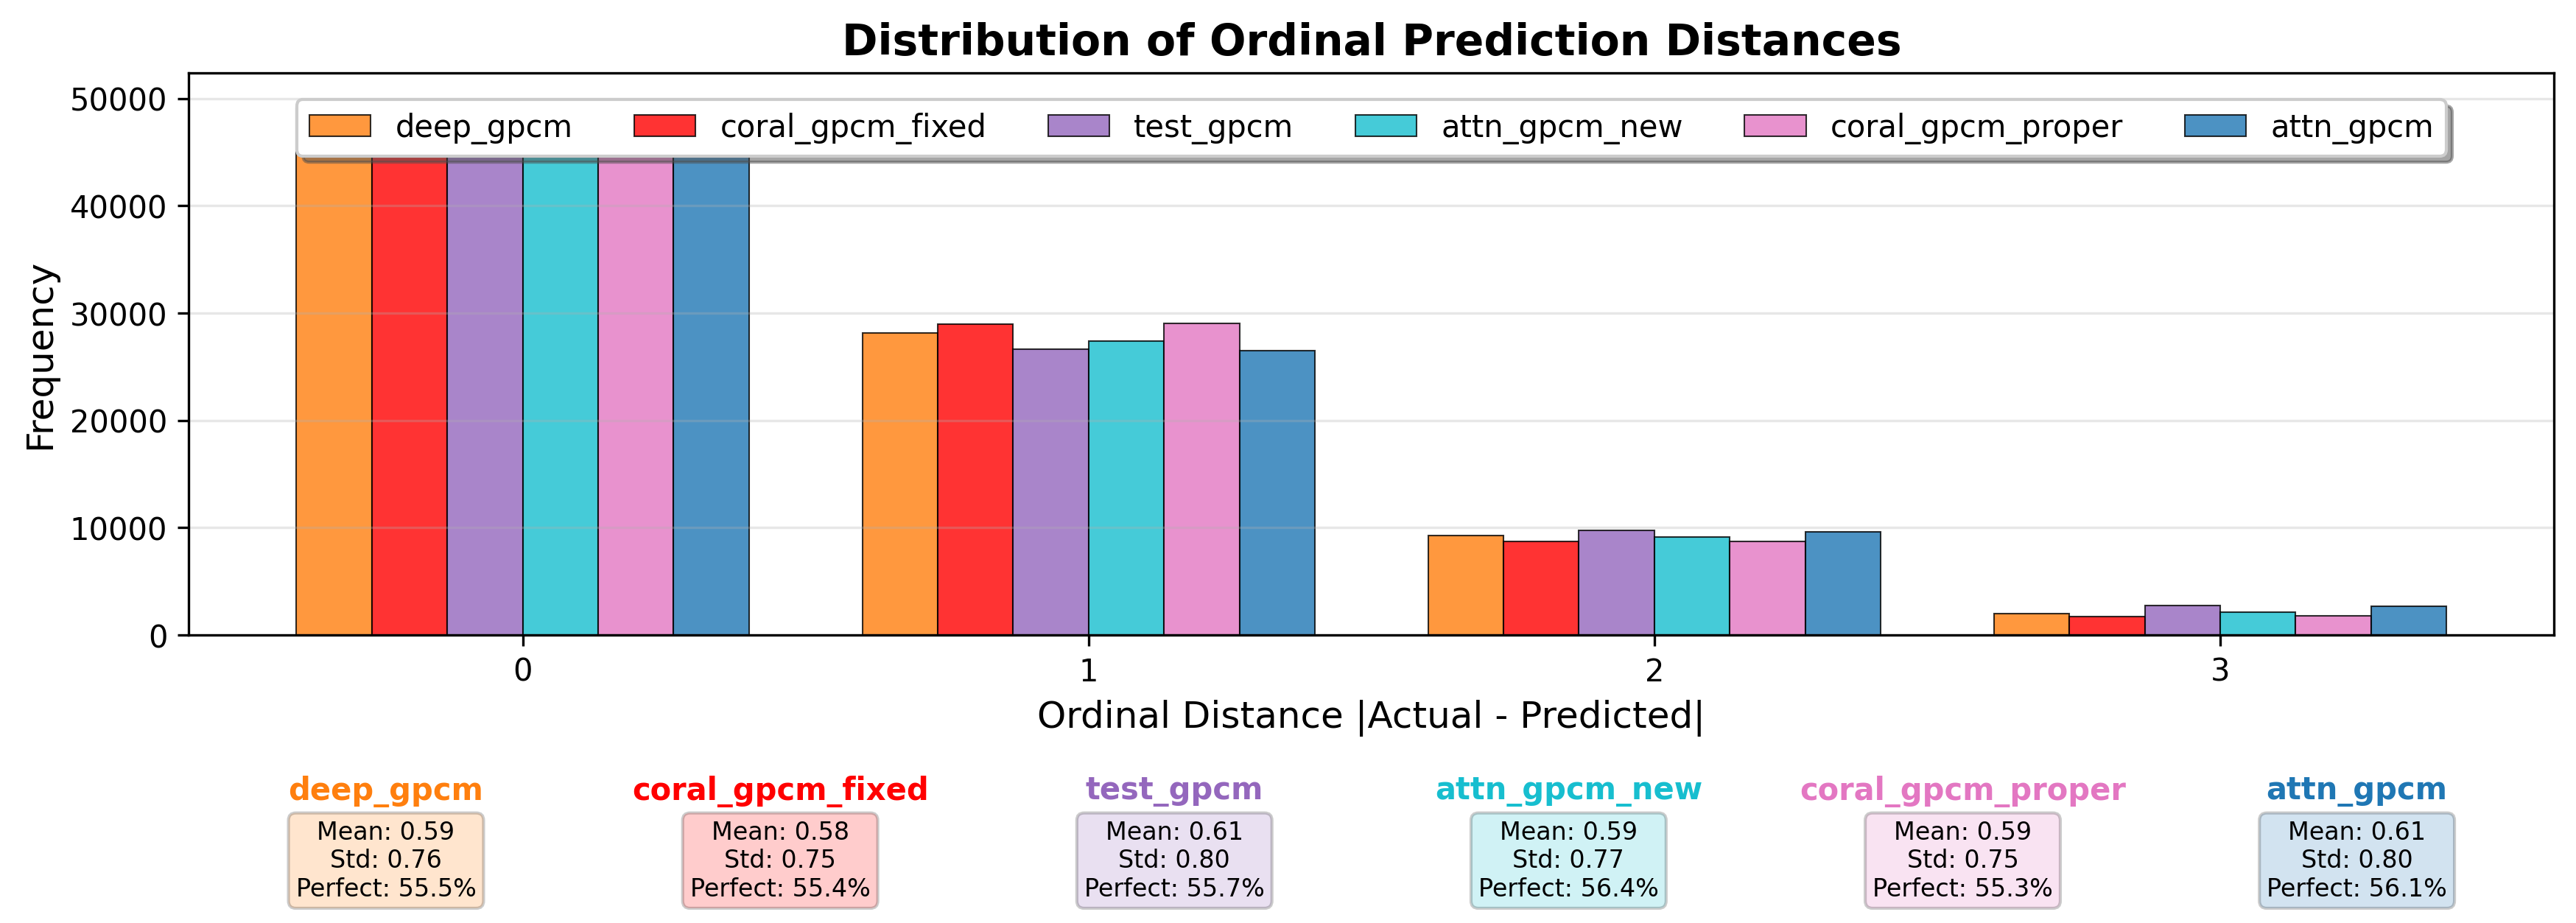 Distribution of Ordinal Prediction Distances
50000
40000
30000
20000
10000
0
Frequency
deep_gpcm coral_gpcm_fixed test_gpcm attn_gpcm_new coral_gpcm_proper attn_gpcm
0 1 2 3
Ordinal Distance |Actual - Predicted|
deep_gpcm coral_gpcm_fixed test_gpcm attn_gpcm_new coral_gpcm_proper attn_gpcm
Mean: 0.59 Mean: 0.58 Mean: 0.61 Mean: 0.59 Mean: 0.59 Mean: 0.61
Std: 0.76 Std: 0.75 Std: 0.80 Std: 0.77 Std: 0.75 Std: 0.80
Perfect: 55.5% Perfect: 55.4% Perfect: 55.7% Perfect: 56.4% Perfect: 55.3% Perfect: 56.1%